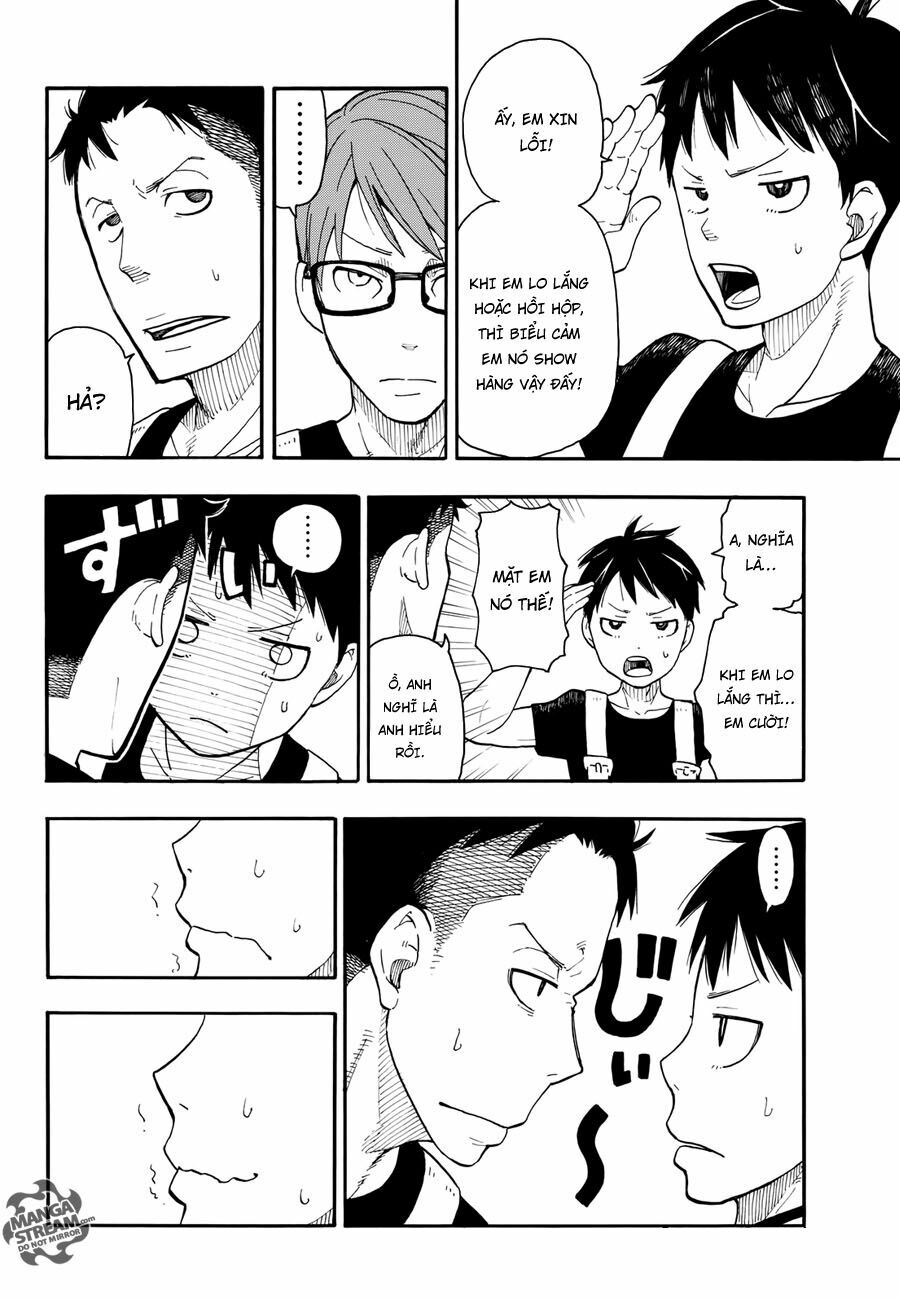 ẤY, EM XIN
LỖI!
KHI EM LO LẮNG
HOẶC HỒI HỘP,
THÌ BIỂU CẢM
EM NÓ SHOW
HÀNG VẬY ĐẤY!
......
HẢ?
A, NGHĨA
LÀ...
KHI EM LO
LẮNG THÌ...
EM CƯỜI!
MẶT EM
NÓ THẾ!
Ồ, ANH
NGHĨ LÀ
ANH HIỂU
RỒI.
......
ずい
......
じぃ〜
MANGA
STREAM.com
DO NOT MIRROR